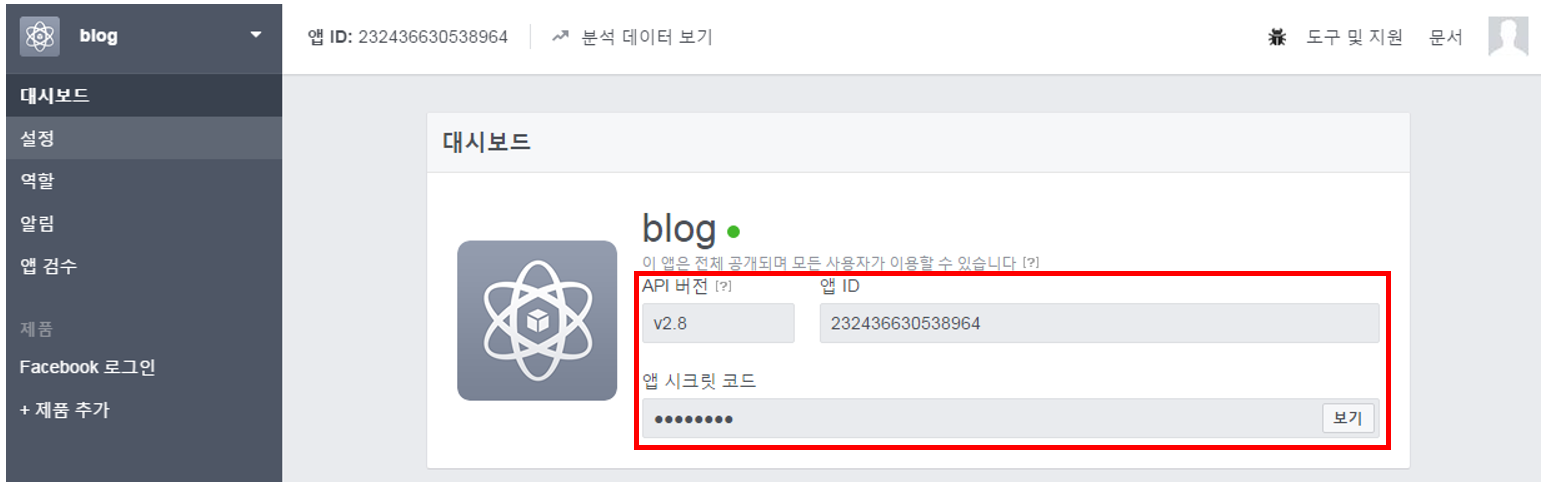 blog
앱 ID: 232436630538964
분석 데이터 보기
도구 및 지원
문서
대시보드
설정
역할
알림
앱 검수
제품
Facebook 로그인
+ 제품 추가
대시보드
blog
이 앱은 전체 공개되며 모든 사용자가 이용할 수 있습니다 [?]
API 버전 [?]
앱 ID
v2.8
232436630538964
앱 시크릿 코드
●●●●●●●●
보기